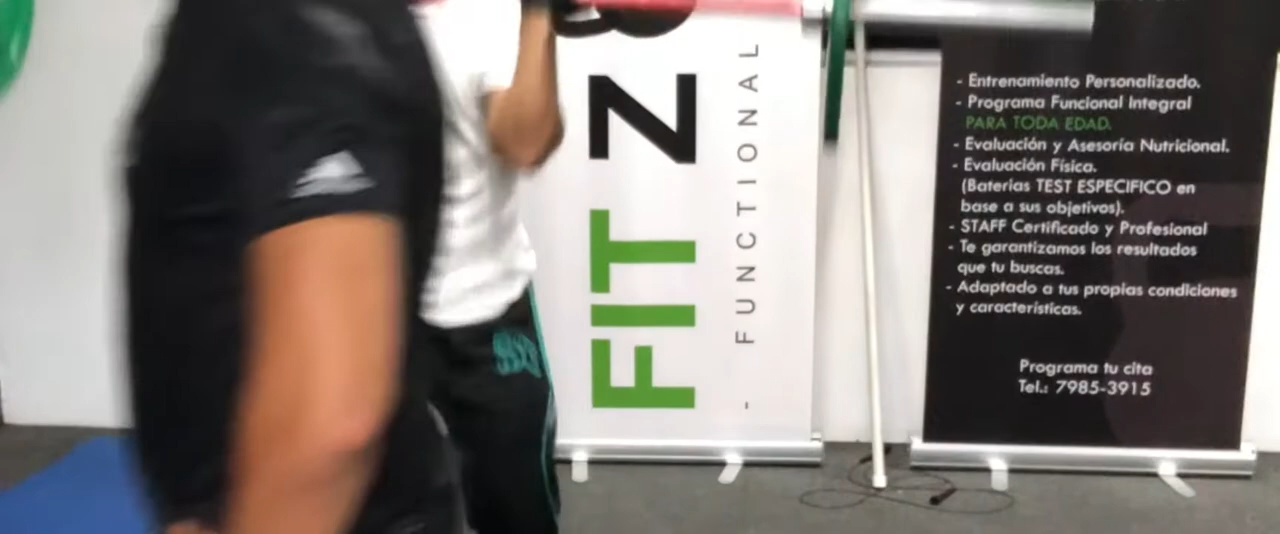 FIT Z
- FUNCTIONAL
- Entrenamiento Personalizado.
- Programa Funcional Integral
PARA TODA EDAD.
- Evaluación y Asesoría Nutricional.
- Evaluación Física.
(Baterías TEST ESPECIFICO en
base a sus objetivos).
- STAFF Certificado y Profesional
- Te garantizamos los resultados
que tu buscas.
- Adaptado a tus propias condiciones
y características.
Programa tu cita
Tel.: 7985-3915